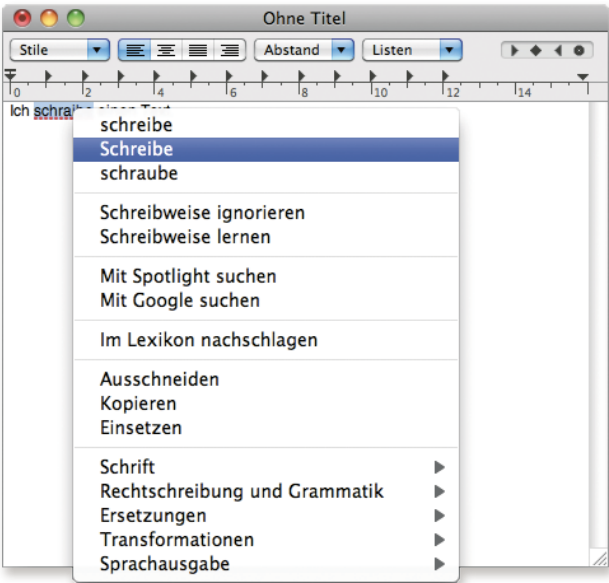 Ohne Titel
Stile Abstand Listen
0 2 4 6 8 10 12 14
Ich schraibe einen Text
schreibe
Schreibe
schraube
Schreibweise ignorieren
Schreibweise lernen
Mit Spotlight suchen
Mit Google suchen
Im Lexikon nachschlagen
Ausschneiden
Kopieren
Einsetzen
Schrift
Rechtschreibung und Grammatik
Ersetzungen
Transformationen
Sprachausgabe